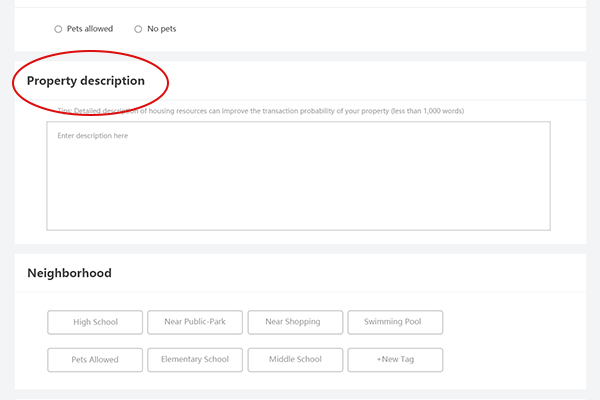 Pets allowed No pets
Property description
Tips: Detailed description of housing resources can improve the transaction probability of your property (less than 1,000 words)
Enter description here
Neighborhood
High School Near Public-Park Near Shopping Swimming Pool
Pets Allowed Elementary School Middle School +New Tag